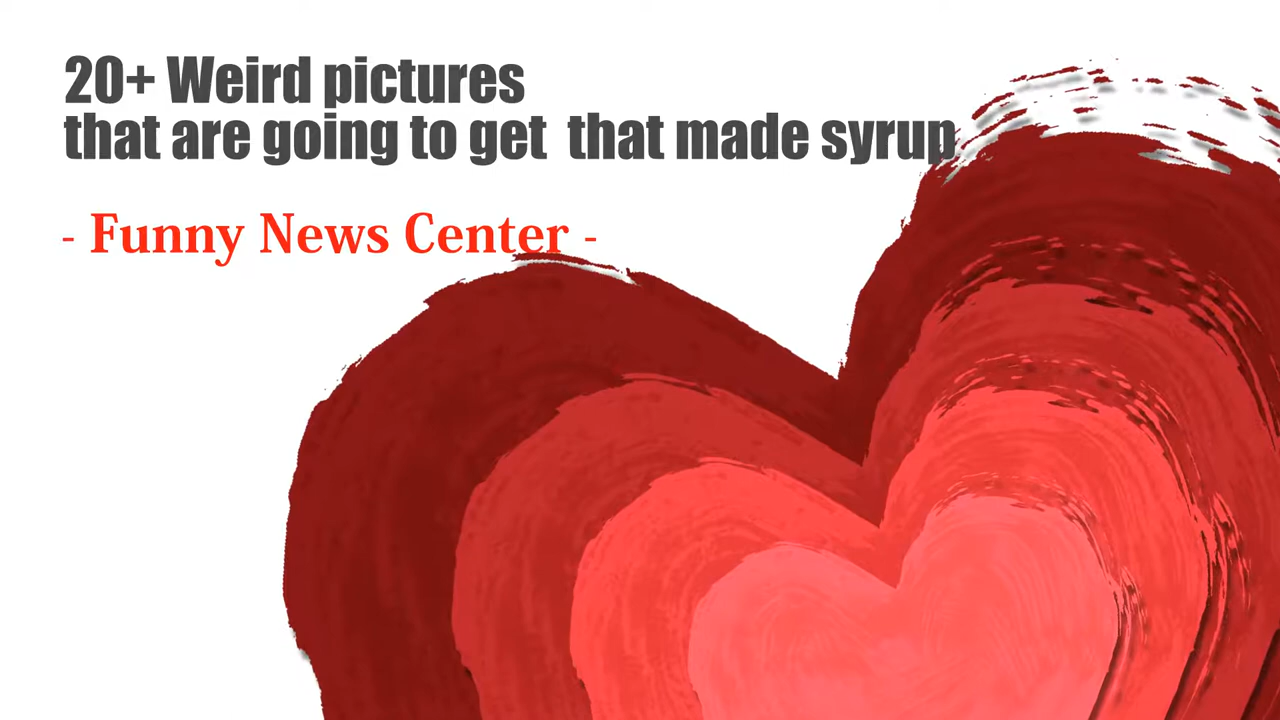 20+ Weird pictures
that are going to get  that made syrup
- Funny News Center -